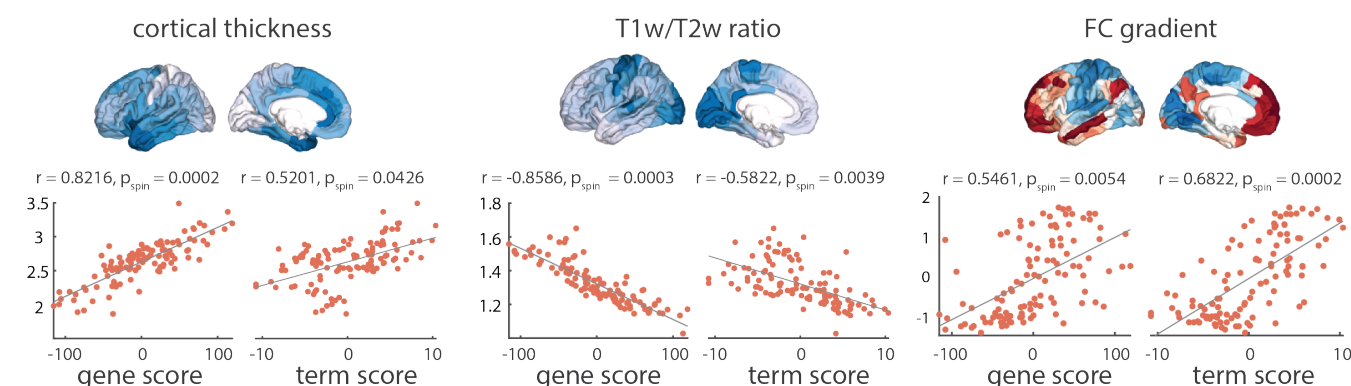 cortical thickness
T1w/T2w ratio
FC gradient
r = 0.8216, pspin = 0.0002
r = 0.5201, pspin = 0.0426
r = -0.8586, pspin = 0.0003
r = -0.5822, pspin = 0.0039
r = 0.5461, pspin = 0.0054
r = 0.6822, pspin = 0.0002
3.5
3
2.5
2
1.8
1.6
1.4
1.2
2
1
0
-1
-100 0 100
-10 0 10
-100 0 100
-10 0 10
-100 0 100
-10 0 10
gene score
term score
gene score
term score
gene score
term score